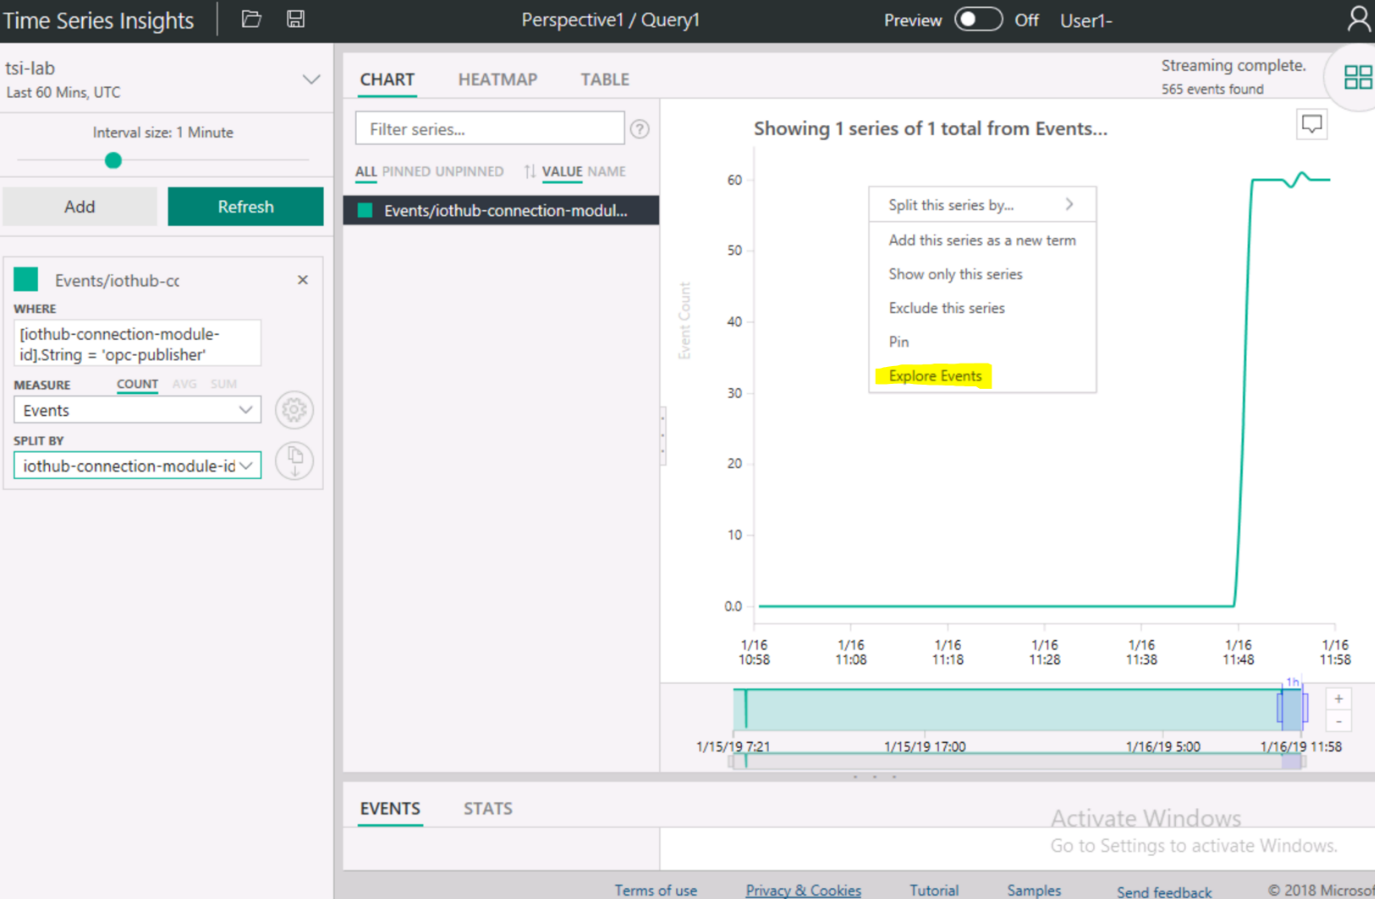 Time Series Insights
Perspective1 / Query1
Preview
Off
User1-
tsi-lab
Last 60 Mins, UTC
Interval size: 1 Minute
Add
Refresh
Events/iothub-cc
WHERE
[iothub-connection-module-
id].String = 'opc-publisher'
MEASURE
COUNT AVG SUM
Events
SPLIT BY
iothub-connection-module-id
CHART HEATMAP TABLE
Streaming complete.
565 events found
Filter series...
?
ALL PINNED UNPINNED VALUE NAME
Events/iothub-connection-modul...
Showing 1 series of 1 total from Events...
Event Count
60
50
40
30
20
10
0.0
Split this series by...
Add this series as a new term
Show only this series
Exclude this series
Pin
Explore Events
1/16 1/16 1/16 1/16 1/16 1/16 1/16
10:58 11:08 11:18 11:28 11:38 11:48 11:58
1h
+
-
1/15/19 7:21 1/15/19 17:00 1/16/19 5:00 1/16/19 11:58
EVENTS STATS
Activate Windows
Go to Settings to activate Windows.
Terms of use Privacy & Cookies Tutorial Samples Send feedback © 2018 Microsof